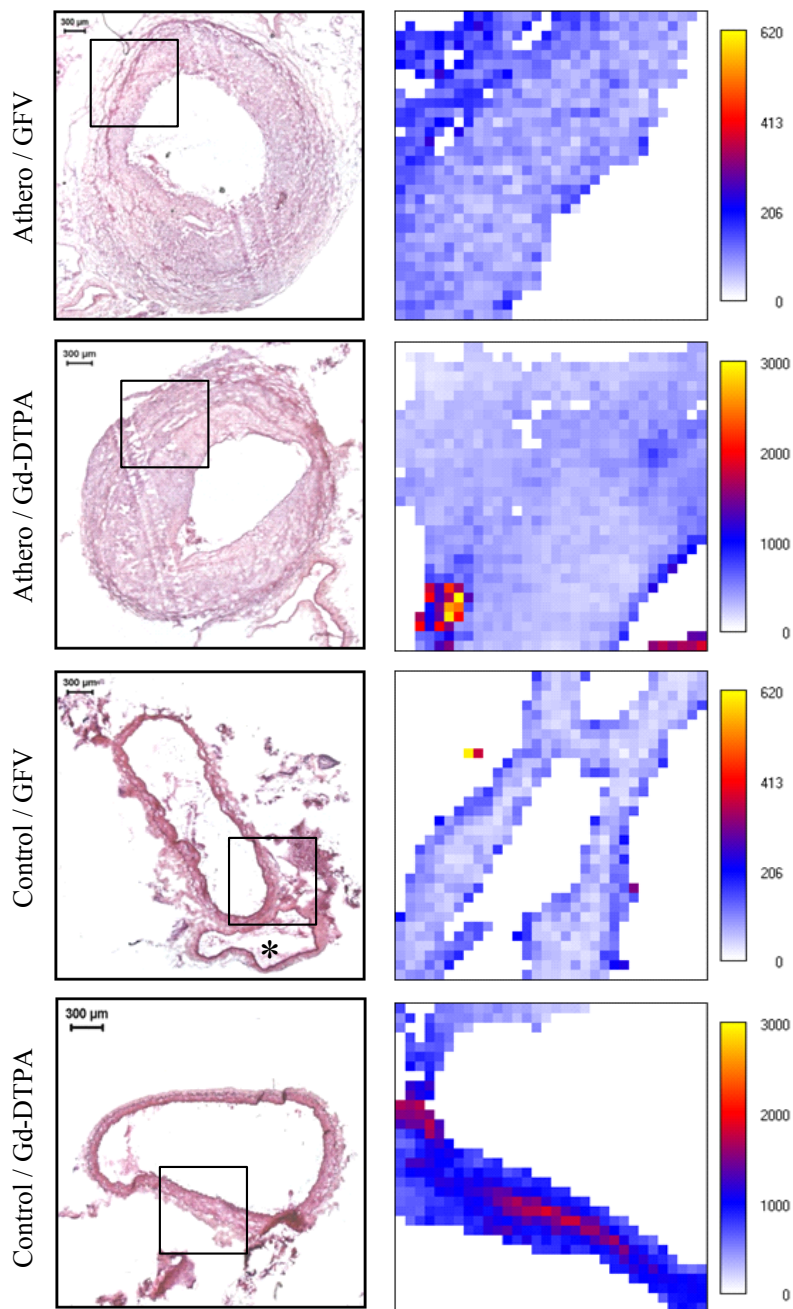 Athero / GFV
300 µm
620
413
206
0
Athero / Gd-DTPA
300 µm
3000
2000
1000
0
Control / GFV
300 µm
*
620
413
206
0
Control / Gd-DTPA
300 µm
3000
2000
1000
0